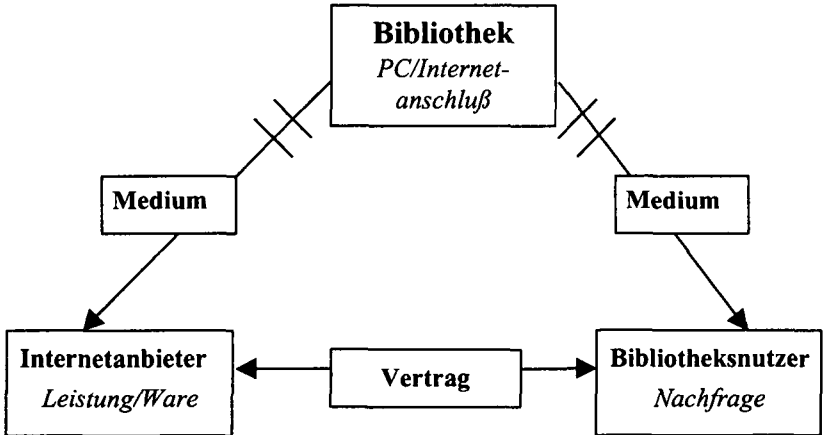 Bibliothek
PC/Internet-
anschluß
Medium
Medium
Internetanbieter
Leistung/Ware
Vertrag
Bibliotheksnutzer
Nachfrage